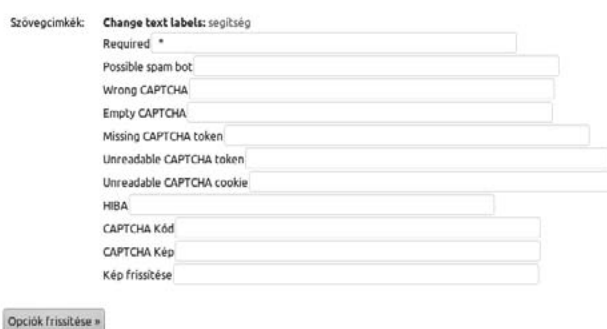 Szövegcimkék: Change text labels: segítség
Required *
Possible spam bot
Wrong CAPTCHA
Empty CAPTCHA
Missing CAPTCHA token
Unreadable CAPTCHA token
Unreadable CAPTCHA cookie
HIBA
CAPTCHA Kód
CAPTCHA Kép
Kép frissítése
Opciók frissítése »